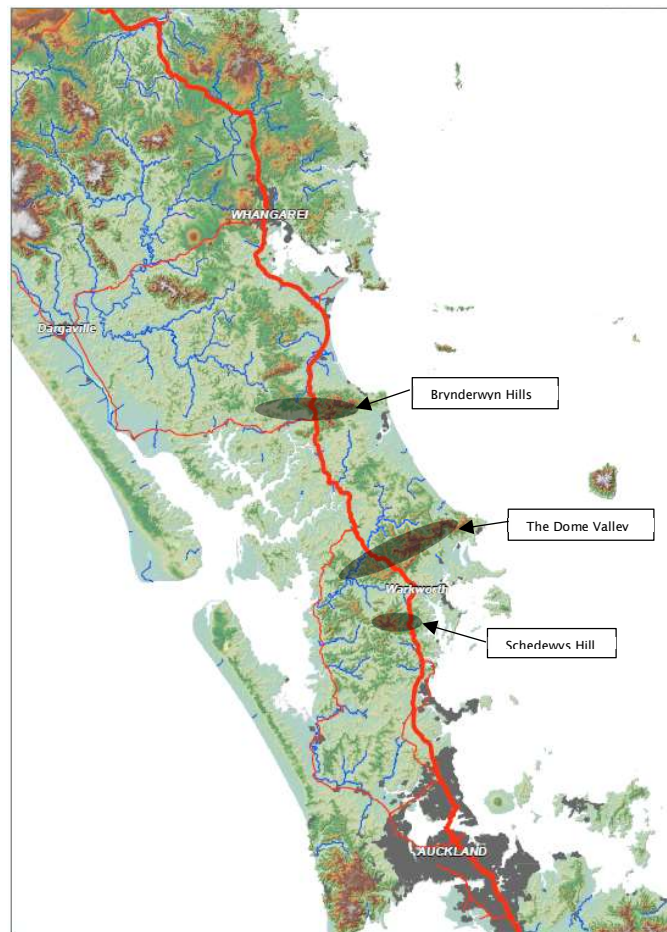 WHANGAREI
Dargaville
Brynderwyn Hills
The Dome Valley
Warkworth
Schedewys Hill
AUCKLAND